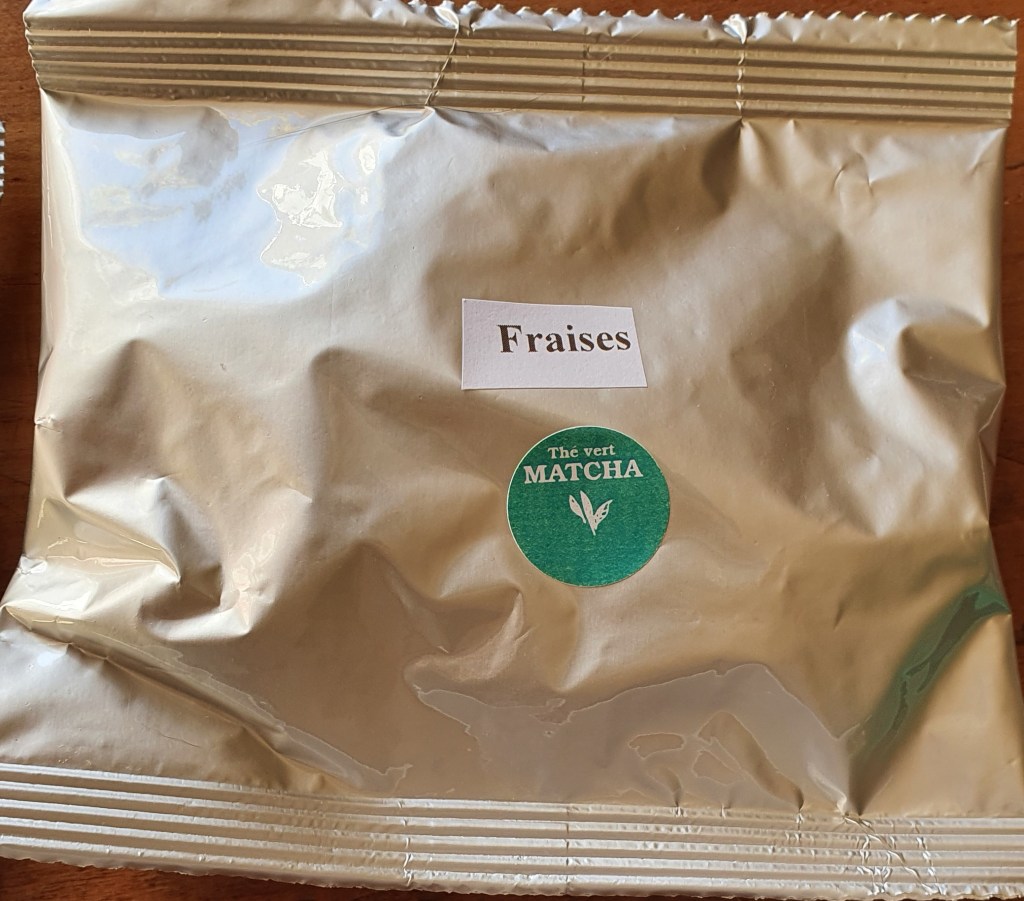 Fraises
Thé vert
MATCHA